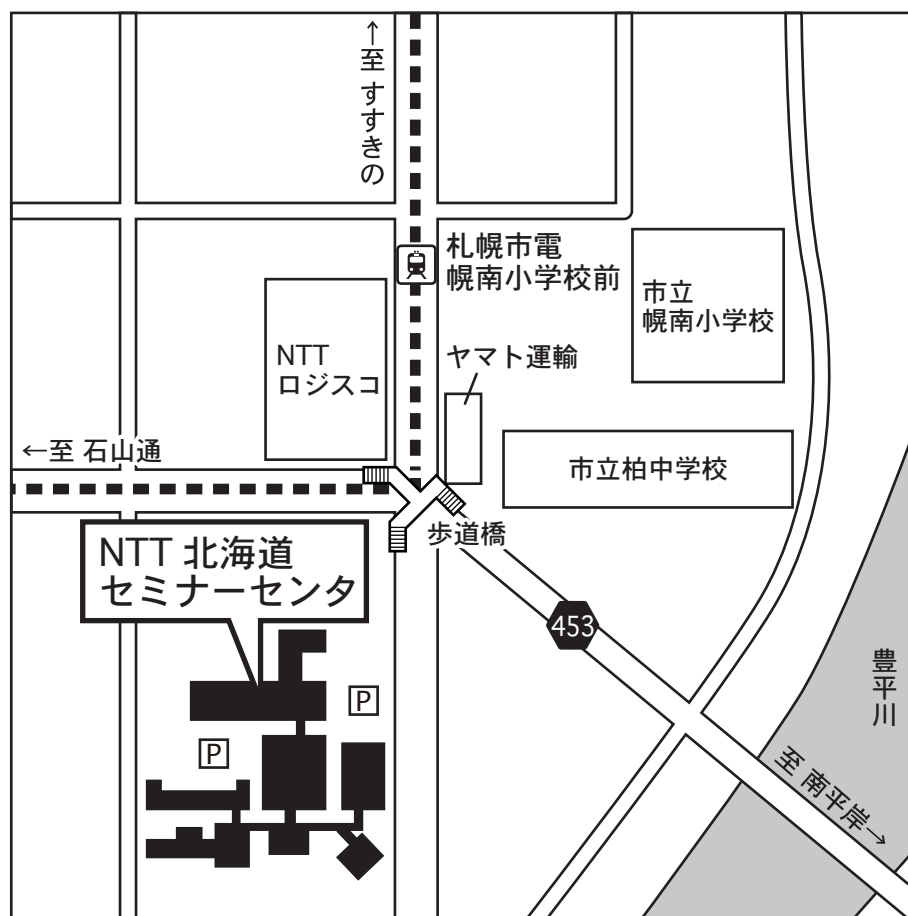 ←至 すすきの
札幌市電
幌南小学校前
市立
幌南小学校
NTT
ロジスコ
ヤマト運輸
←至 石山通
市立柏中学校
歩道橋
NTT 北海道
セミナーセンタ
453
豊平川
P
P
至 南平岸→